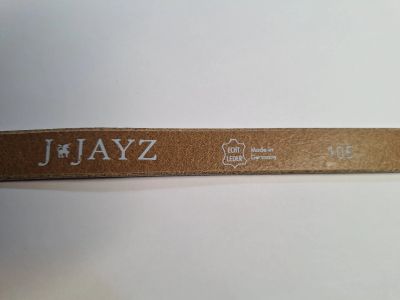 J JAYZ
ECHT
LEDER
Made in
Germany
105